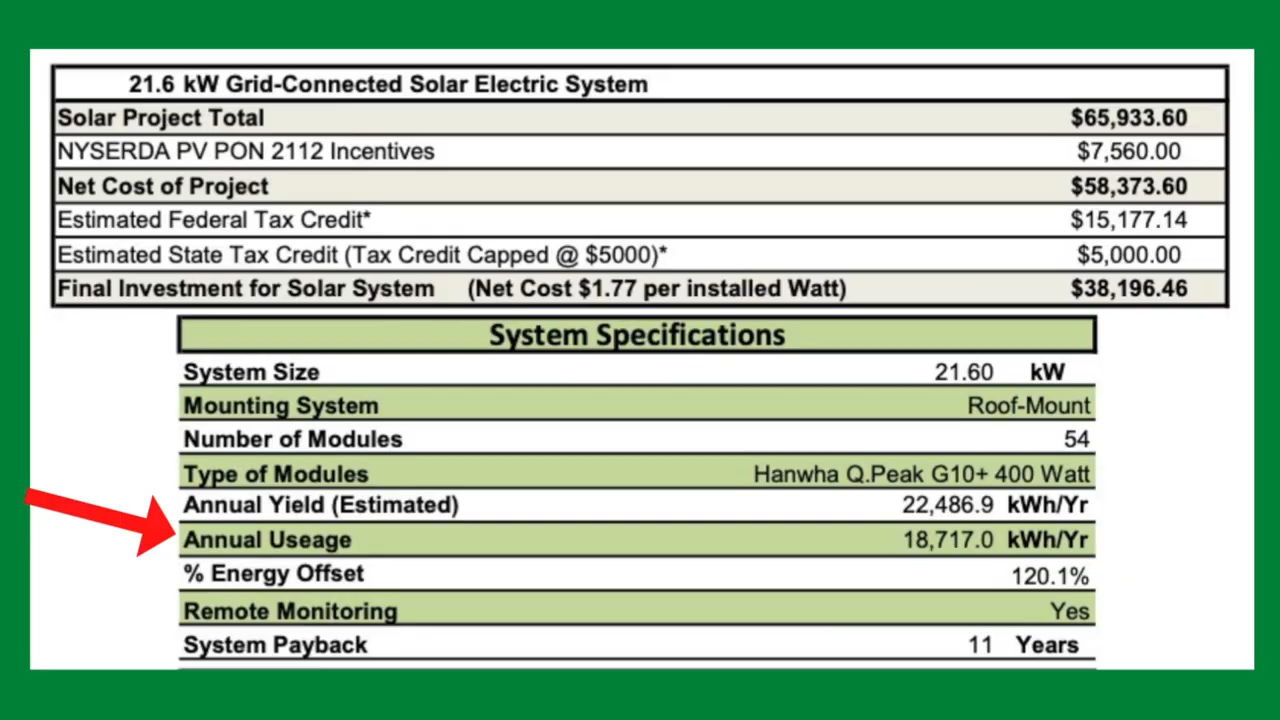 21.6 kW Grid-Connected Solar Electric System
Solar Project Total $65,933.60
NYSERDA PV PON 2112 Incentives $7,560.00
Net Cost of Project $58,373.60
Estimated Federal Tax Credit* $15,177.14
Estimated State Tax Credit (Tax Credit Capped @ $5000)* $5,000.00
Final Investment for Solar System (Net Cost $1.77 per installed Watt) $38,196.46
System Specifications
System Size 21.60 kW
Mounting System Roof-Mount
Number of Modules 54
Type of Modules Hanwha Q.Peak G10+ 400 Watt
Annual Yield (Estimated) 22,486.9 kWh/Yr
Annual Useage 18,717.0 kWh/Yr
% Energy Offset 120.1%
Remote Monitoring Yes
System Payback 11 Years